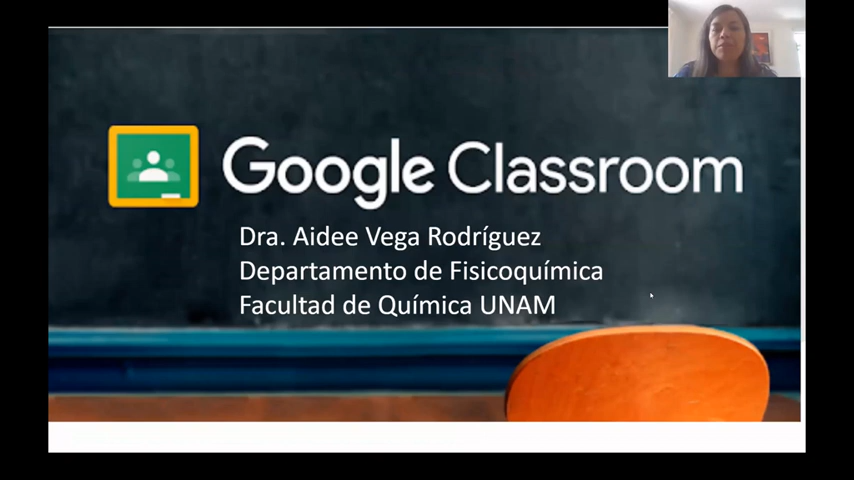 Google Classroom
Dra. Aidee Vega Rodríguez
Departamento de Fisicoquímica
Facultad de Química UNAM